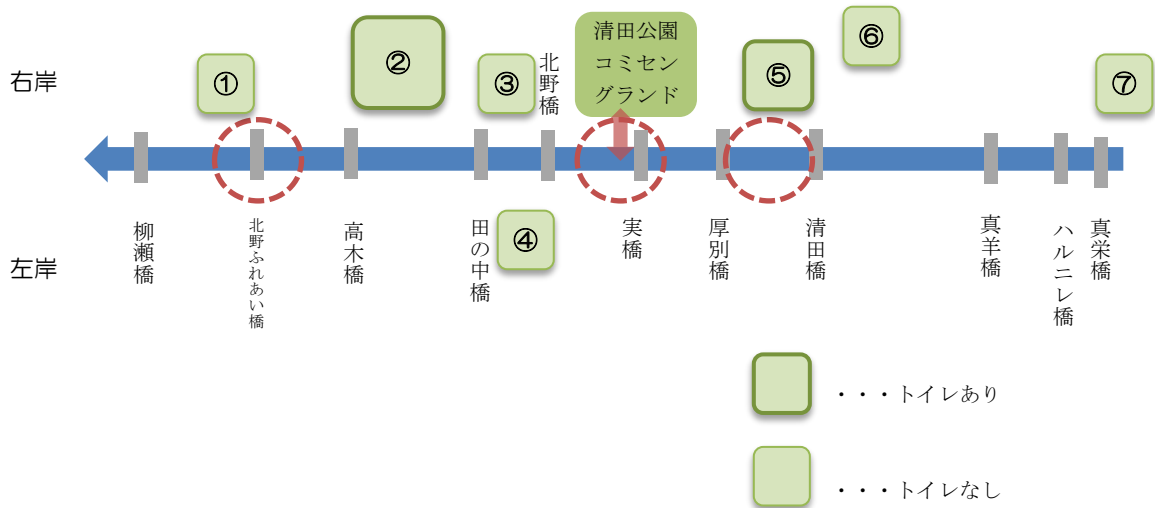 清田公園
コミセン
グランド
⑥
②
⑤
①
③
北野橋
⑦
右岸
柳瀬橋
北野ふれあい橋
高木橋
田の中橋
④
実橋
厚別橋
清田橋
真羊橋
ハルニレ橋
真栄橋
左岸
・・・トイレあり
・・・トイレなし